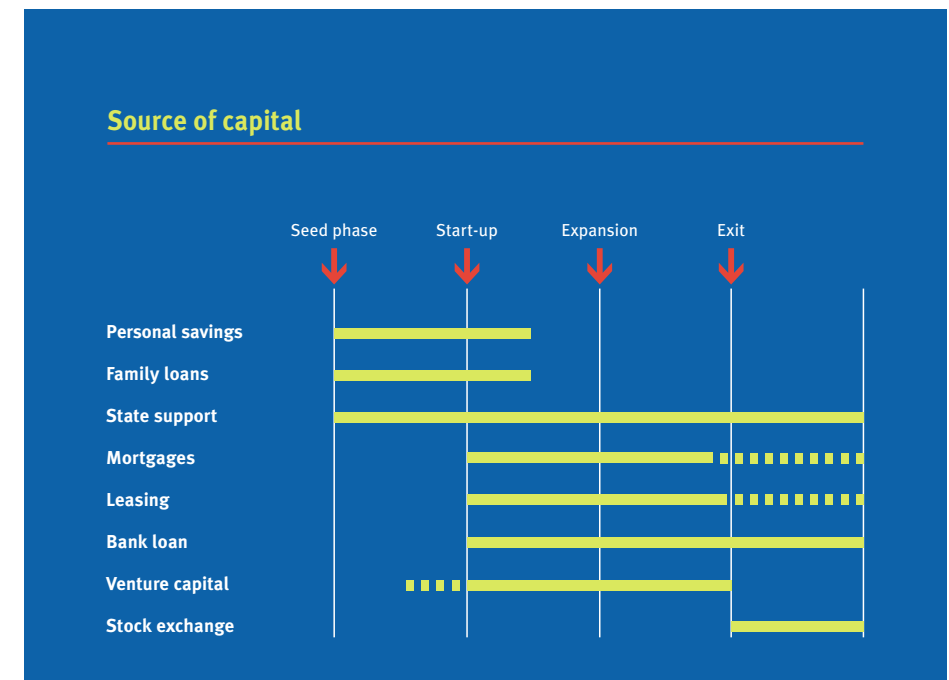 Source of capital
Seed phase Start-up Expansion Exit
Personal savings
Family loans
State support
Mortgages
Leasing
Bank loan
Venture capital
Stock exchange